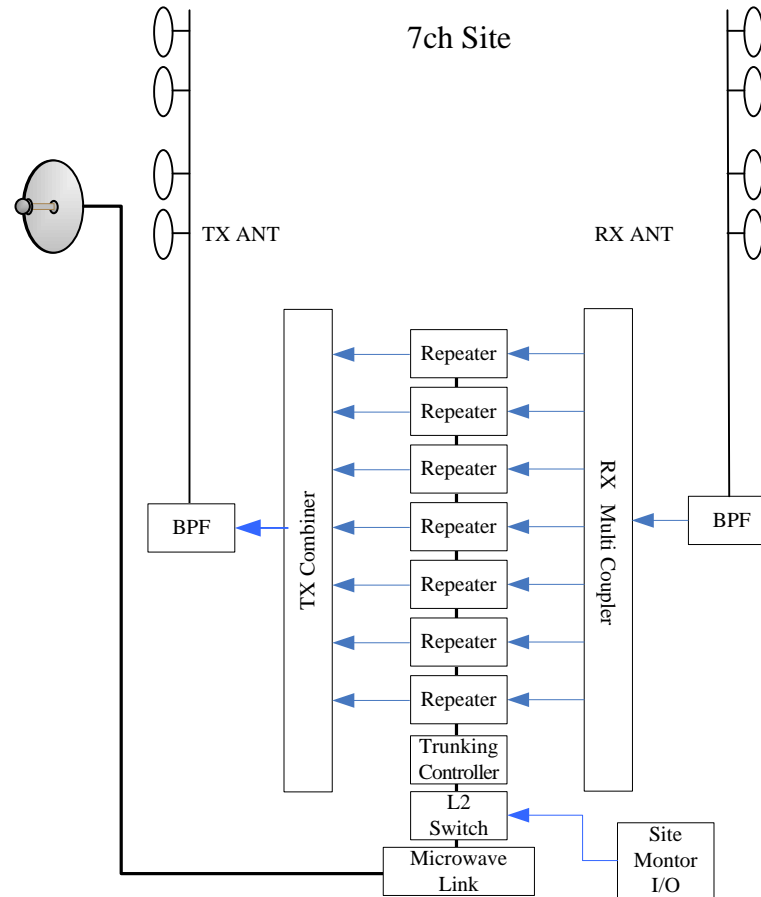 7ch Site
TX ANT
RX ANT
Repeater
Repeater
Repeater
Repeater
Repeater
Repeater
Repeater
TX Combiner
RX Multi Coupler
BPF
BPF
Trunking
Controller
L2
Switch
Microwave
Link
Site
Montor
I/O